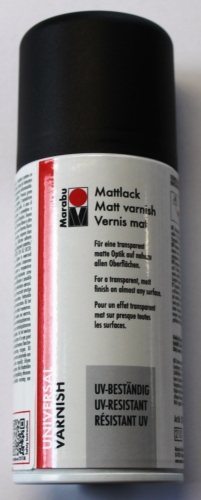 Marabu
Mattlack
Matt varnish
Vernis mat
Für eine transparent
matte Optik auf nahezu
allen Oberflächen.
For a transparent, matt
finish on almost any surface.
Pour un effet transparent
mat sur presque toutes
les surfaces.
UNIVERSAL
VARNISH
UV-BESTÄNDIG
UV-RESISTANT
RÉSISTANT UV